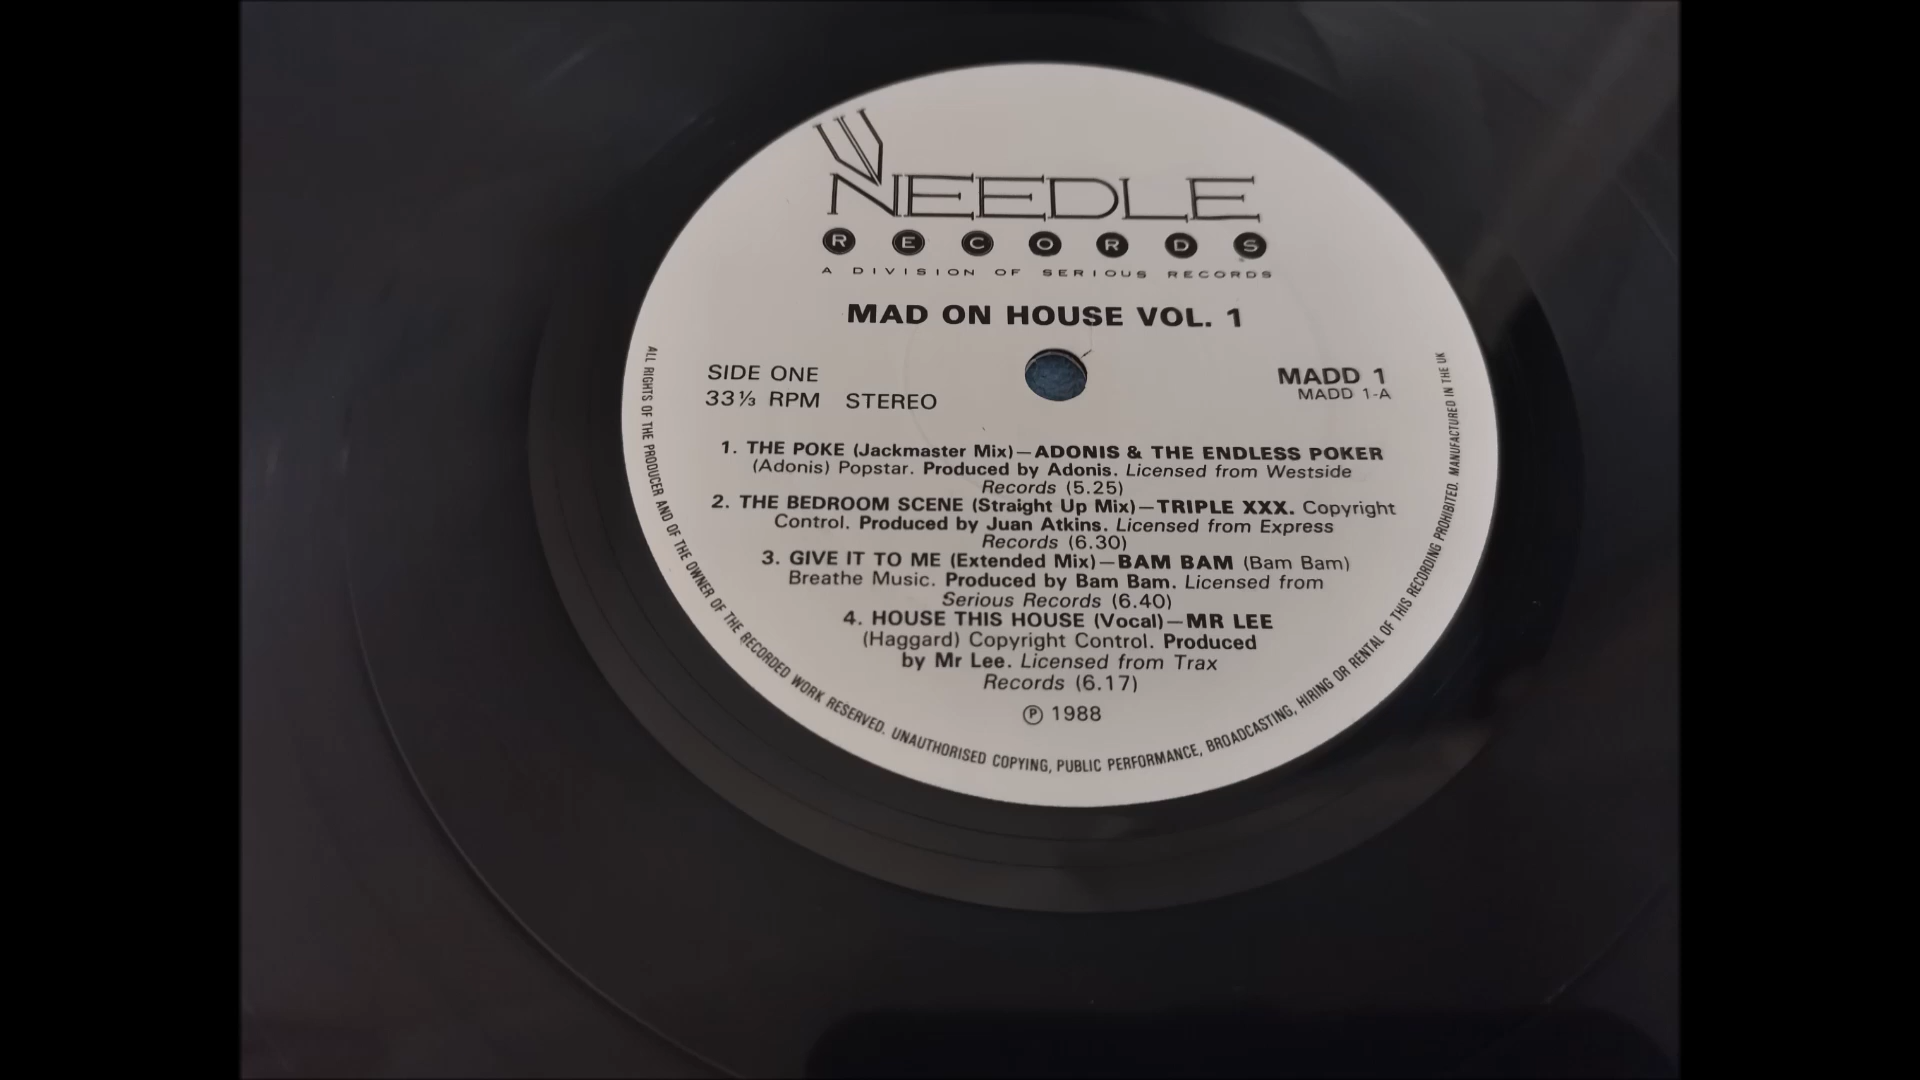 NEEDLE
RECORDS
A DIVISION OF SERIOUS RECORDS
MAD ON HOUSE VOL. 1
SIDE ONE
33⅓ RPM STEREO
MADD 1
MADD 1-A
1. THE POKE (Jackmaster Mix)—ADONIS & THE ENDLESS POKER
(Adonis) Popstar. Produced by Adonis. Licensed from Westside
Records (5.25)
2. THE BEDROOM SCENE (Straight Up Mix)—TRIPLE XXX. Copyright
Control. Produced by Juan Atkins. Licensed from Express
Records (6.30)
3. GIVE IT TO ME (Extended Mix)—BAM BAM (Bam Bam)
Breathe Music. Produced by Bam Bam. Licensed from
Serious Records (6.40)
4. HOUSE THIS HOUSE (Vocal)—MR LEE
(Haggard) Copyright Control. Produced
by Mr Lee. Licensed from Trax
Records (6.17)
Ⓟ 1988
ALL RIGHTS OF THE PRODUCER AND OF THE OWNER OF THE RECORDED WORK RESERVED. UNAUTHORISED COPYING, PUBLIC PERFORMANCE, BROADCASTING, HIRING OR RENTAL OF THIS RECORDING PROHIBITED. MANUFACTURED IN THE UK